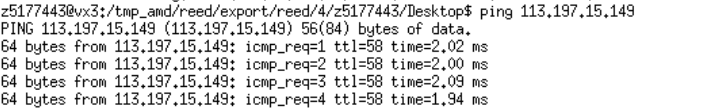 z5177443@vx3:/tmp_amd/reed/export/reed/4/z5177443/Desktop$ ping 113.197.15.149
PING 113.197.15.149 (113.197.15.149) 56(84) bytes of data.
64 bytes from 113.197.15.149: icmp_req=1 ttl=58 time=2.02 ms
64 bytes from 113.197.15.149: icmp_req=2 ttl=58 time=2.00 ms
64 bytes from 113.197.15.149: icmp_req=3 ttl=58 time=2.09 ms
64 bytes from 113.197.15.149: icmp_req=4 ttl=58 time=1.94 ms